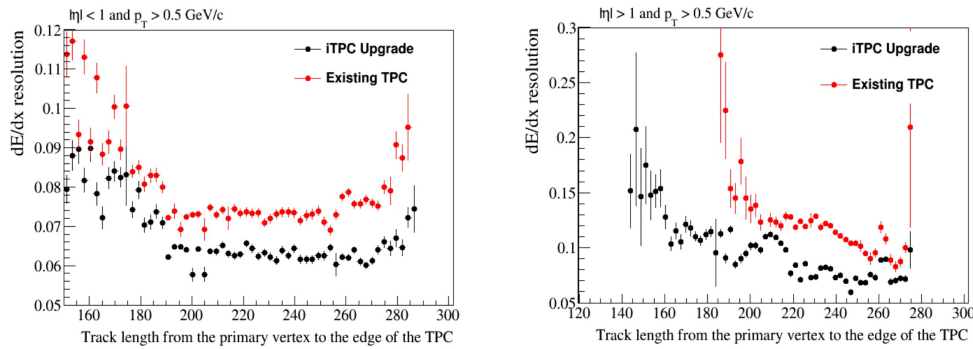 |η| < 1 and p_T > 0.5 GeV/c
dE/dx resolution
0.12
0.11
0.1
0.09
0.08
0.07
0.06
0.05
iTPC Upgrade
Existing TPC
160 180 200 220 240 260 280 300
Track length from the primary vertex to the edge of the TPC
|η| > 1 and p_T > 0.5 GeV/c
dE/dx resolution
0.3
0.25
0.2
0.15
0.1
0.05
iTPC Upgrade
Existing TPC
120 140 160 180 200 220 240 260 280 300
Track length from the primary vertex to the edge of the TPC